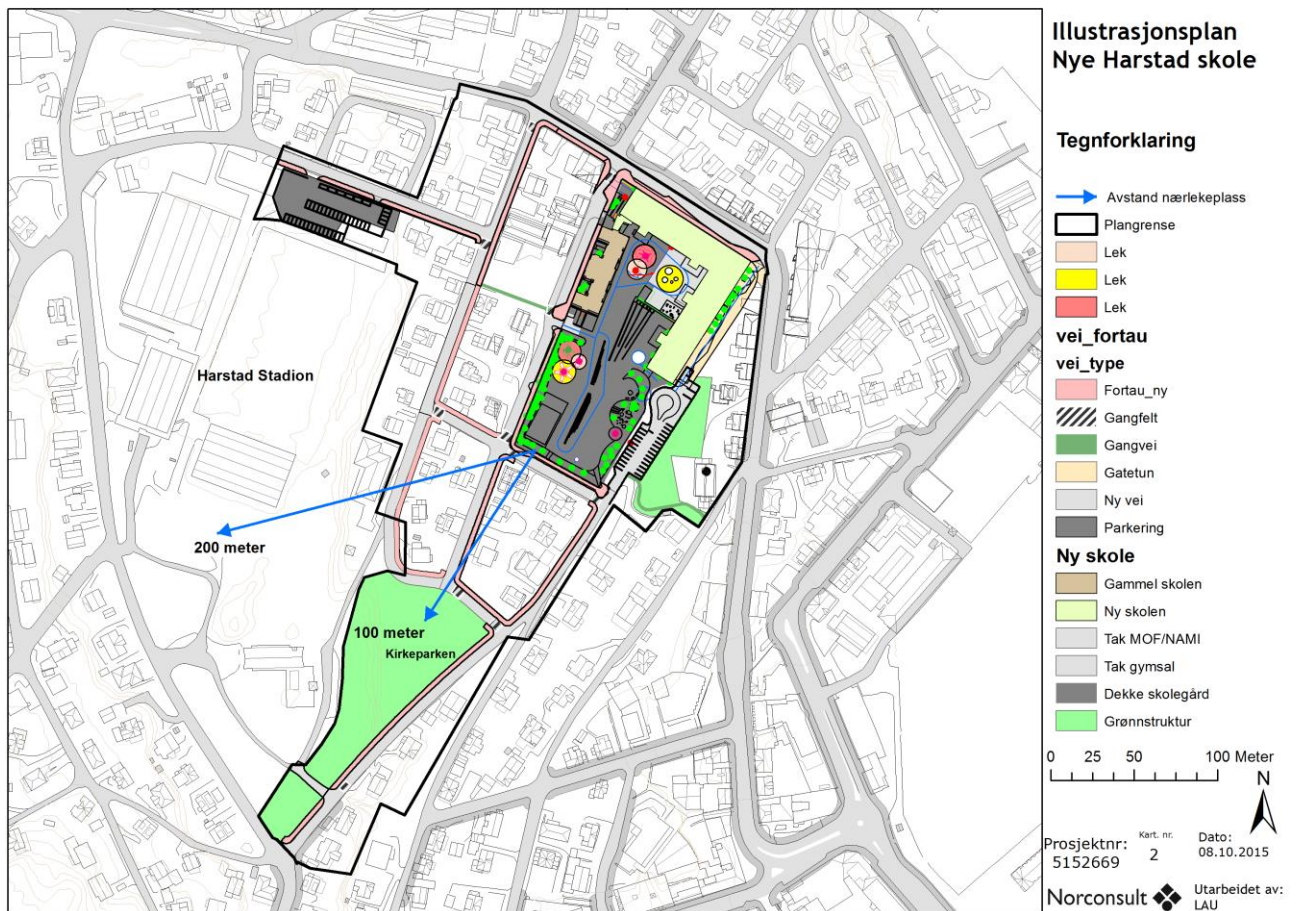 Illustrasjonsplan
Nye Harstad skole
Tegnforklaring
Avstand nærlekeplass
Plangrense
Lek
Lek
Lek
vei_fortau
vei_type
Fortau_ny
Gangfelt
Gangvei
Gatetun
Ny vei
Parkering
Ny skole
Gammel skolen
Ny skolen
Tak MOF/NAMI
Tak gymsal
Dekke skolegård
Grønnstruktur
0 25 50 100 Meter
N
Prosjektnr:
5152669
Kart. nr.
2
Dato:
08.10.2015
Norconsult
Utarbeidet av:
LAU
Harstad Stadion
200 meter
100 meter
Kirkeparken